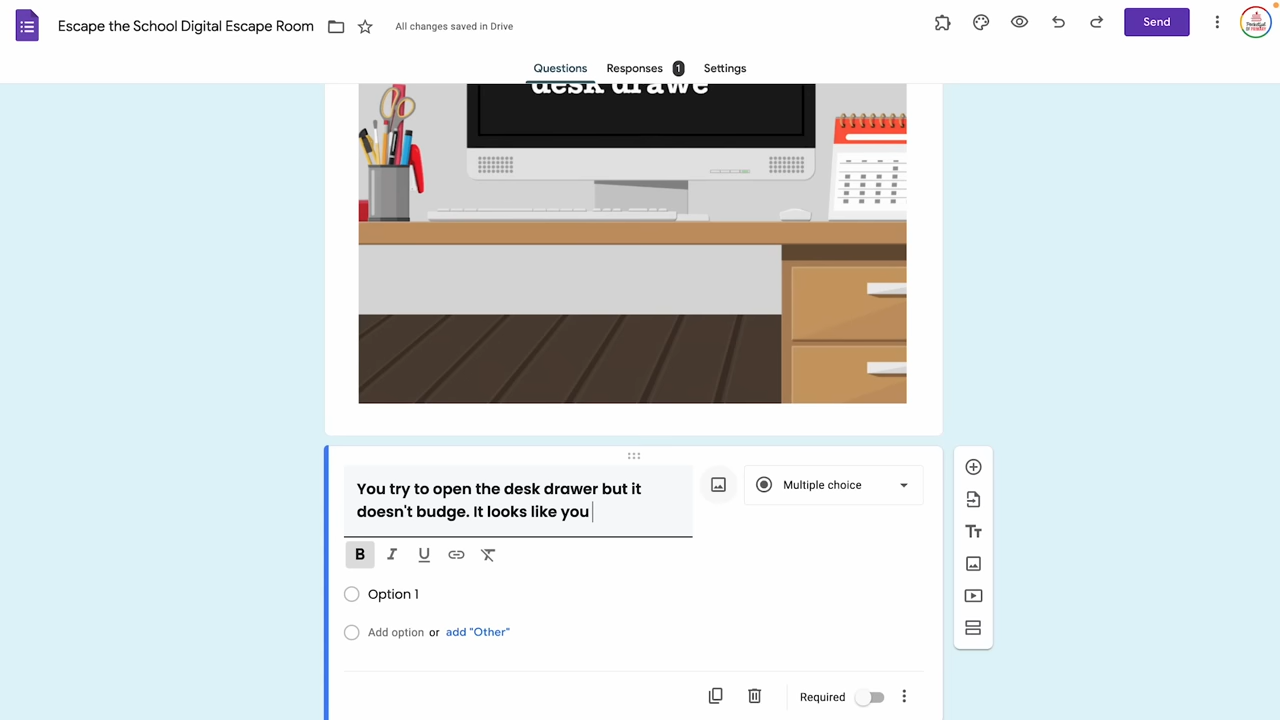 Escape the School Digital Escape Room
All changes saved in Drive
Send
Questions
Responses 1
Settings
desk drawe
You try to open the desk drawer but it
doesn't budge. It looks like you
Multiple choice
B I U
Option 1
Add option or add "Other"
Required